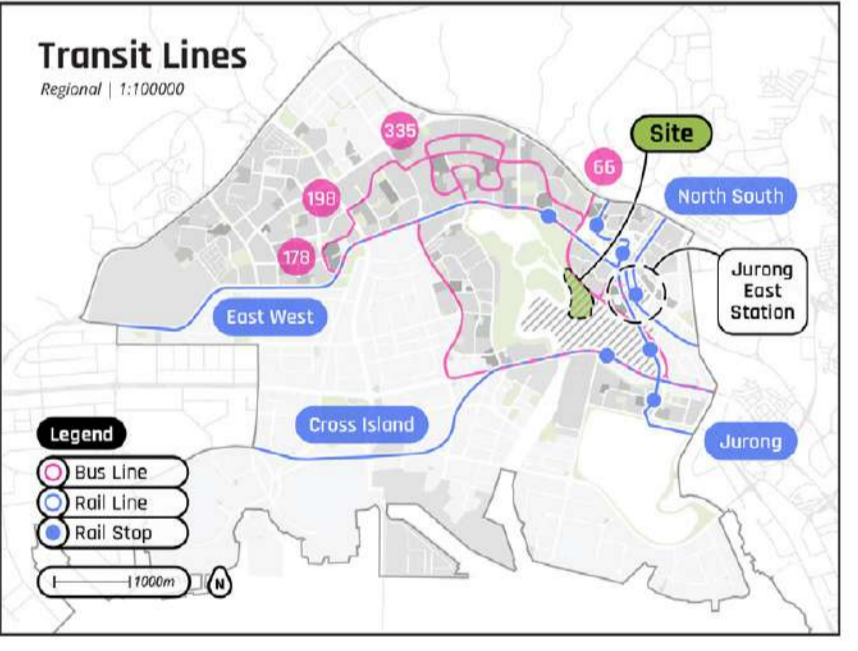 Transit Lines
Regional | 1:100000
335
Site
66
198
North South
178
Jurong
East
Station
East West
Cross Island
Jurong
Legend
Bus Line
Rail Line
Rail Stop
1000m
N